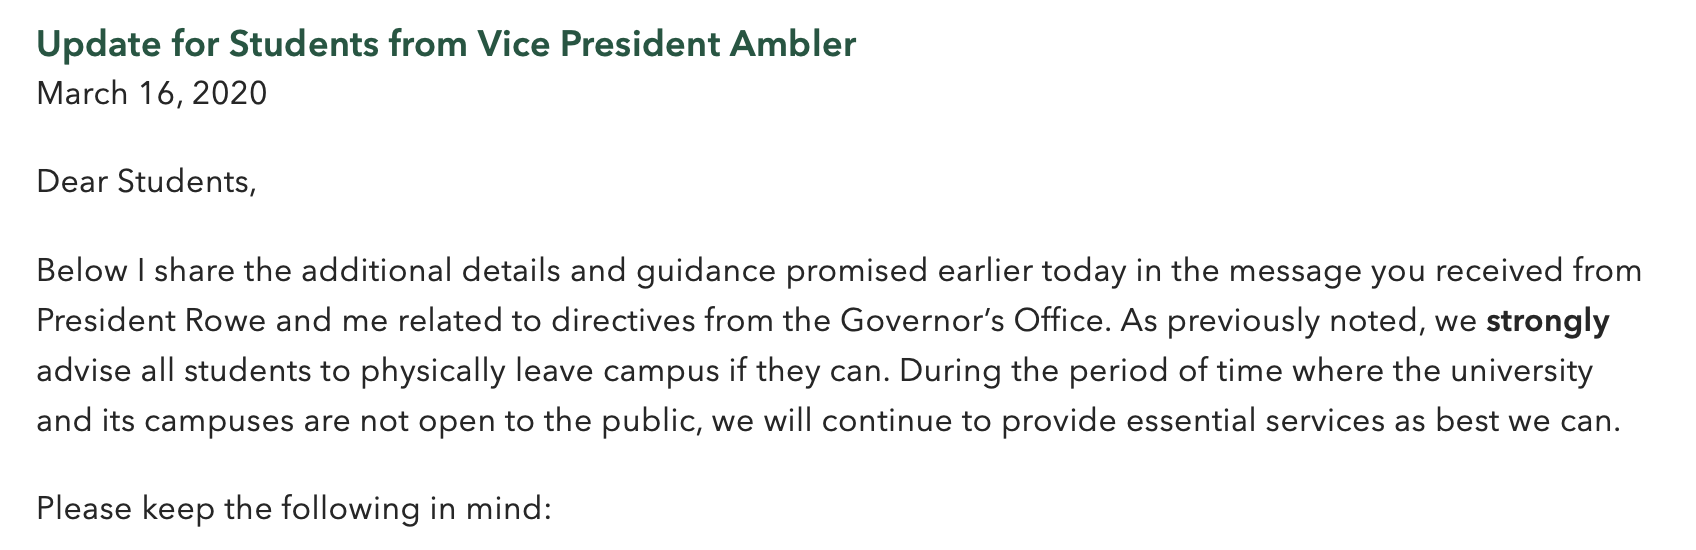 Update for Students from Vice President Ambler
March 16, 2020
Dear Students,
Below I share the additional details and guidance promised earlier today in the message you received from
President Rowe and me related to directives from the Governor’s Office. As previously noted, we strongly
advise all students to physically leave campus if they can. During the period of time where the university
and its campuses are not open to the public, we will continue to provide essential services as best we can.
Please keep the following in mind: